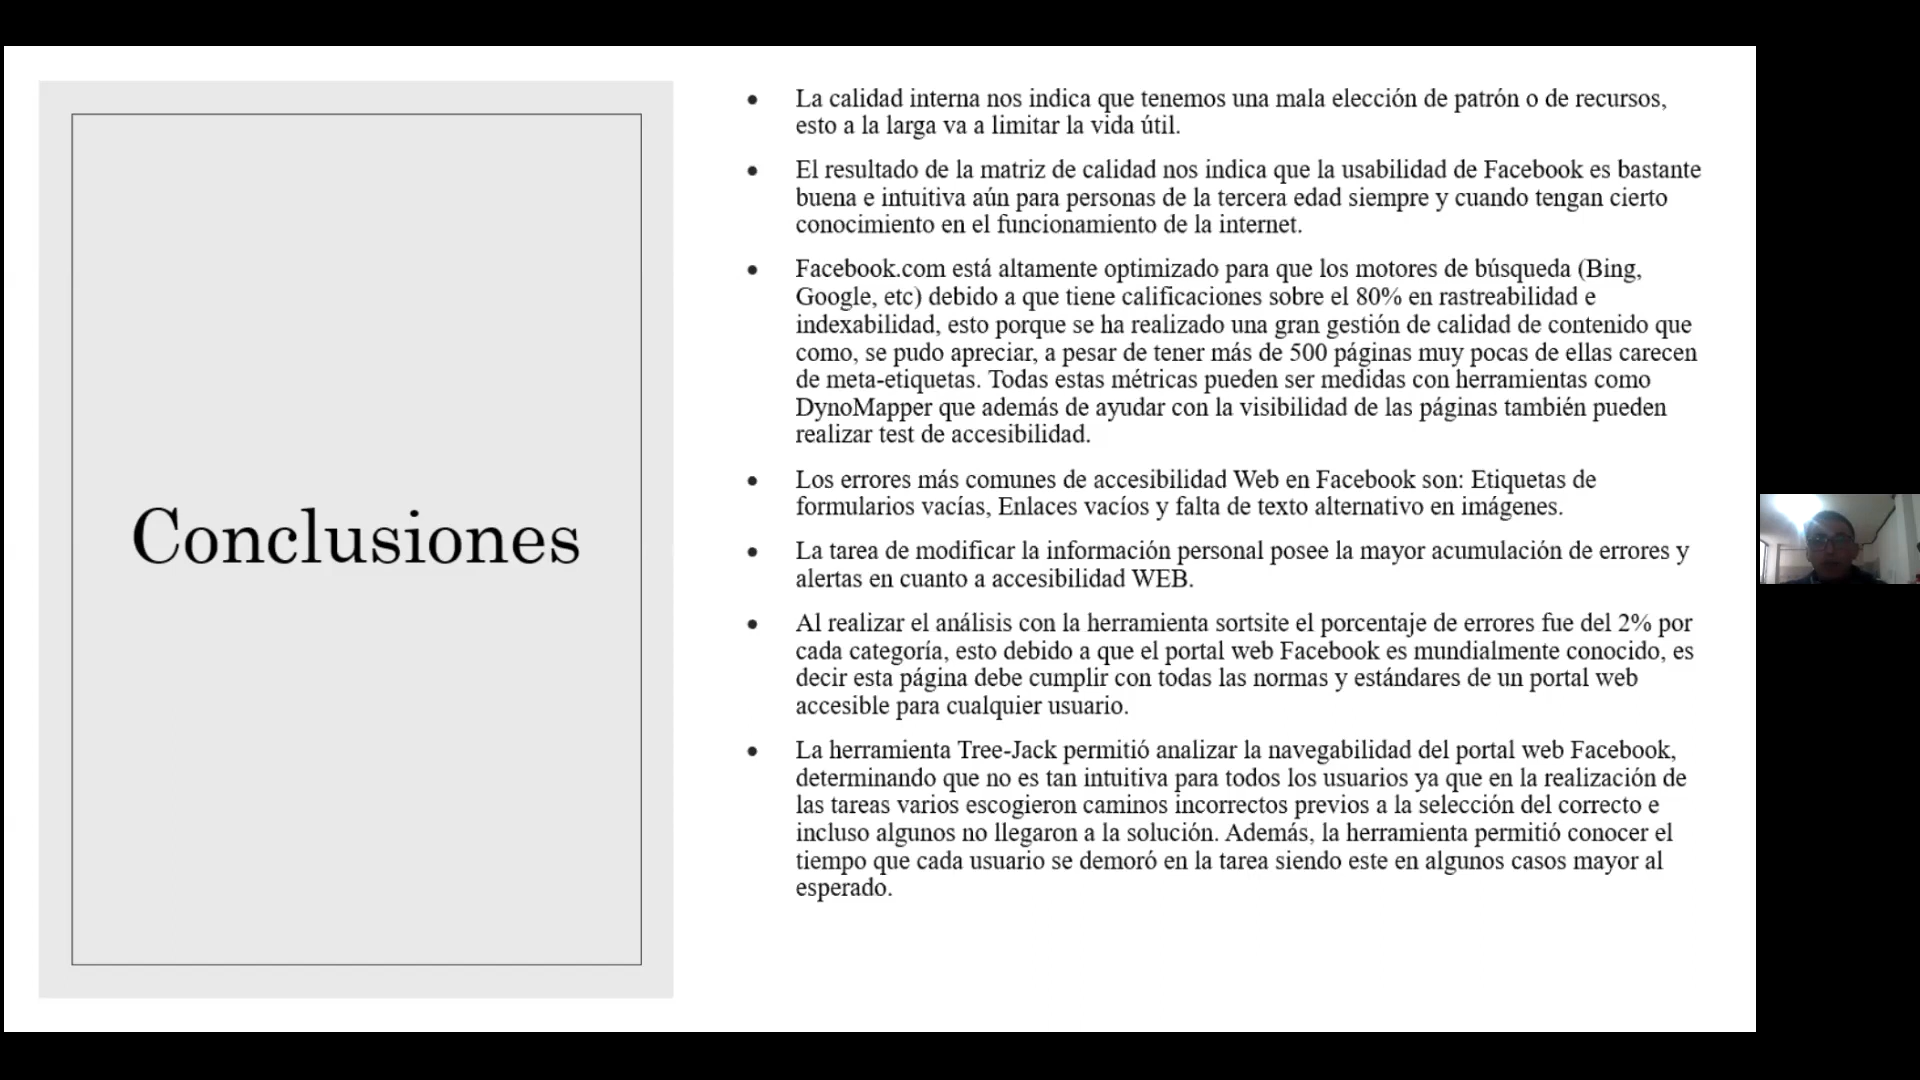 Conclusiones
La calidad interna nos indica que tenemos una mala elección de patrón o de recursos,
esto a la larga va a limitar la vida útil.
El resultado de la matriz de calidad nos indica que la usabilidad de Facebook es bastante
buena e intuitiva aún para personas de la tercera edad siempre y cuando tengan cierto
conocimiento en el funcionamiento de la internet.
Facebook.com está altamente optimizado para que los motores de búsqueda (Bing,
Google, etc) debido a que tiene calificaciones sobre el 80% en rastreabilidad e
indexabilidad, esto porque se ha realizado una gran gestión de calidad de contenido que
como, se pudo apreciar, a pesar de tener más de 500 páginas muy pocas de ellas carecen
de meta-etiquetas. Todas estas métricas pueden ser medidas con herramientas como
DynoMapper que además de ayudar con la visibilidad de las páginas también pueden
realizar test de accesibilidad.
Los errores más comunes de accesibilidad Web en Facebook son: Etiquetas de
formularios vacías, Enlaces vacíos y falta de texto alternativo en imágenes.
La tarea de modificar la información personal posee la mayor acumulación de errores y
alertas en cuanto a accesibilidad WEB.
Al realizar el análisis con la herramienta sortsite el porcentaje de errores fue del 2% por
cada categoría, esto debido a que el portal web Facebook es mundialmente conocido, es
decir esta página debe cumplir con todas las normas y estándares de un portal web
accesible para cualquier usuario.
La herramienta Tree-Jack permitió analizar la navegabilidad del portal web Facebook,
determinando que no es tan intuitiva para todos los usuarios ya que en la realización de
las tareas varios escogieron caminos incorrectos previos a la selección del correcto e
incluso algunos no llegaron a la solución. Además, la herramienta permitió conocer el
tiempo que cada usuario se demoró en la tarea siendo este en algunos casos mayor al
esperado.